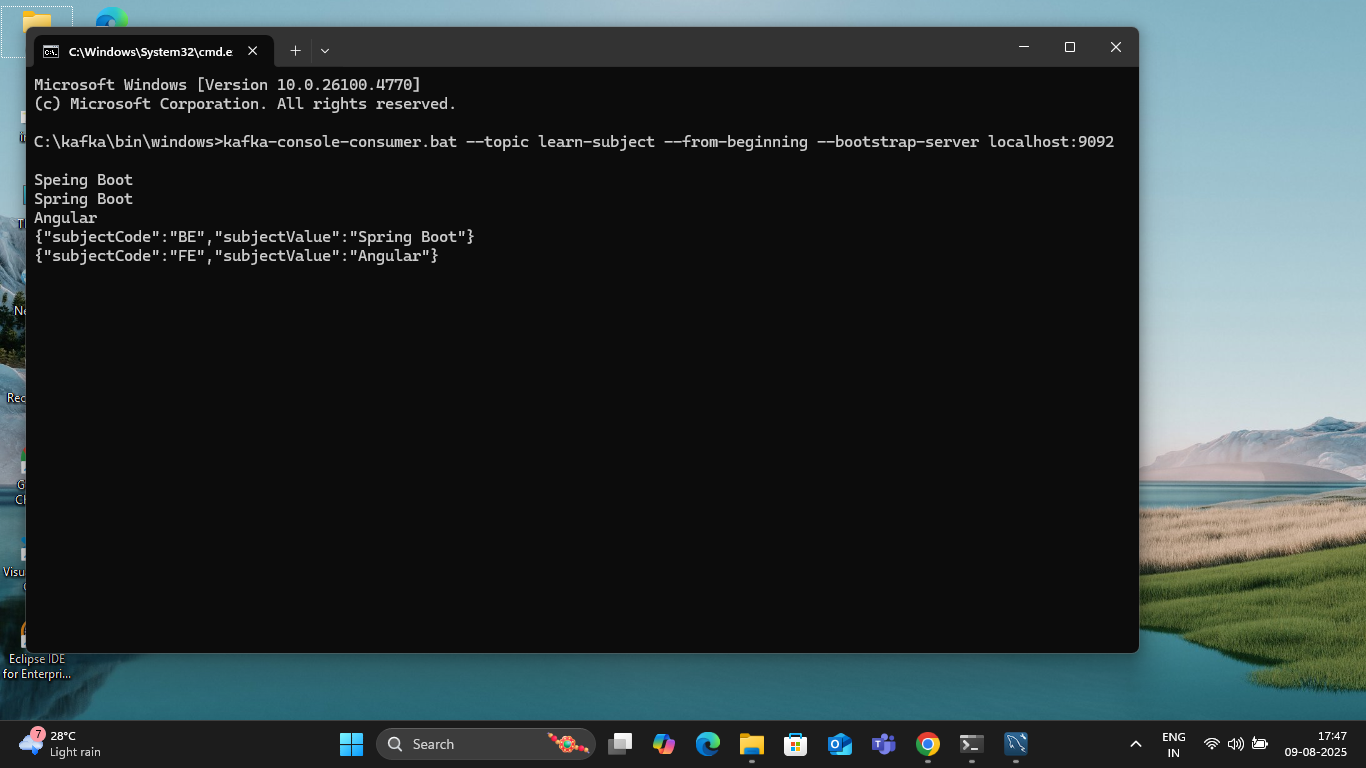 C:\Windows\System32\cmd.e
Microsoft Windows [Version 10.0.26100.4770]
(c) Microsoft Corporation. All rights reserved.
C:\kafka\bin\windows>kafka-console-consumer.bat --topic learn-subject --from-beginning --bootstrap-server localhost:9092
Speing Boot
Spring Boot
Angular
{"subjectCode":"BE","subjectValue":"Spring Boot"}
{"subjectCode":"FE","subjectValue":"Angular"}
Eclipse IDE
for Enterpri...
7
28°C
Light rain
Search
ENG
IN
17:47
09-08-2025